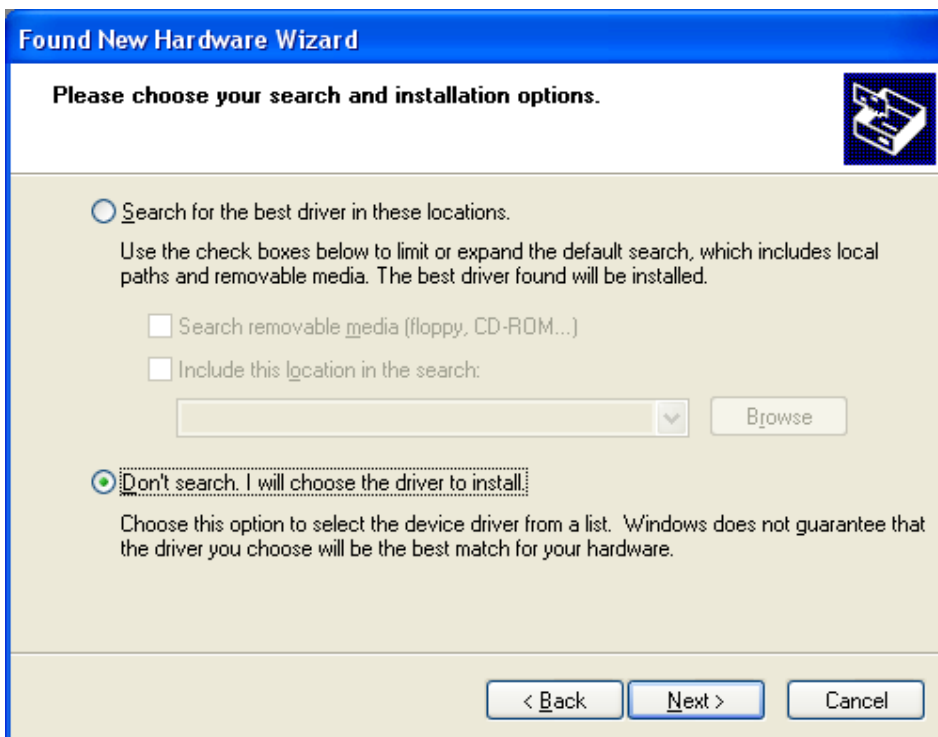 Found New Hardware Wizard
Please choose your search and installation options.
Search for the best driver in these locations.
Use the check boxes below to limit or expand the default search, which includes local
paths and removable media. The best driver found will be installed.
Search removable media (floppy, CD-ROM...)
Include this location in the search:
Browse
Don't search. I will choose the driver to install.
Choose this option to select the device driver from a list. Windows does not guarantee that
the driver you choose will be the best match for your hardware.
< Back Next > Cancel